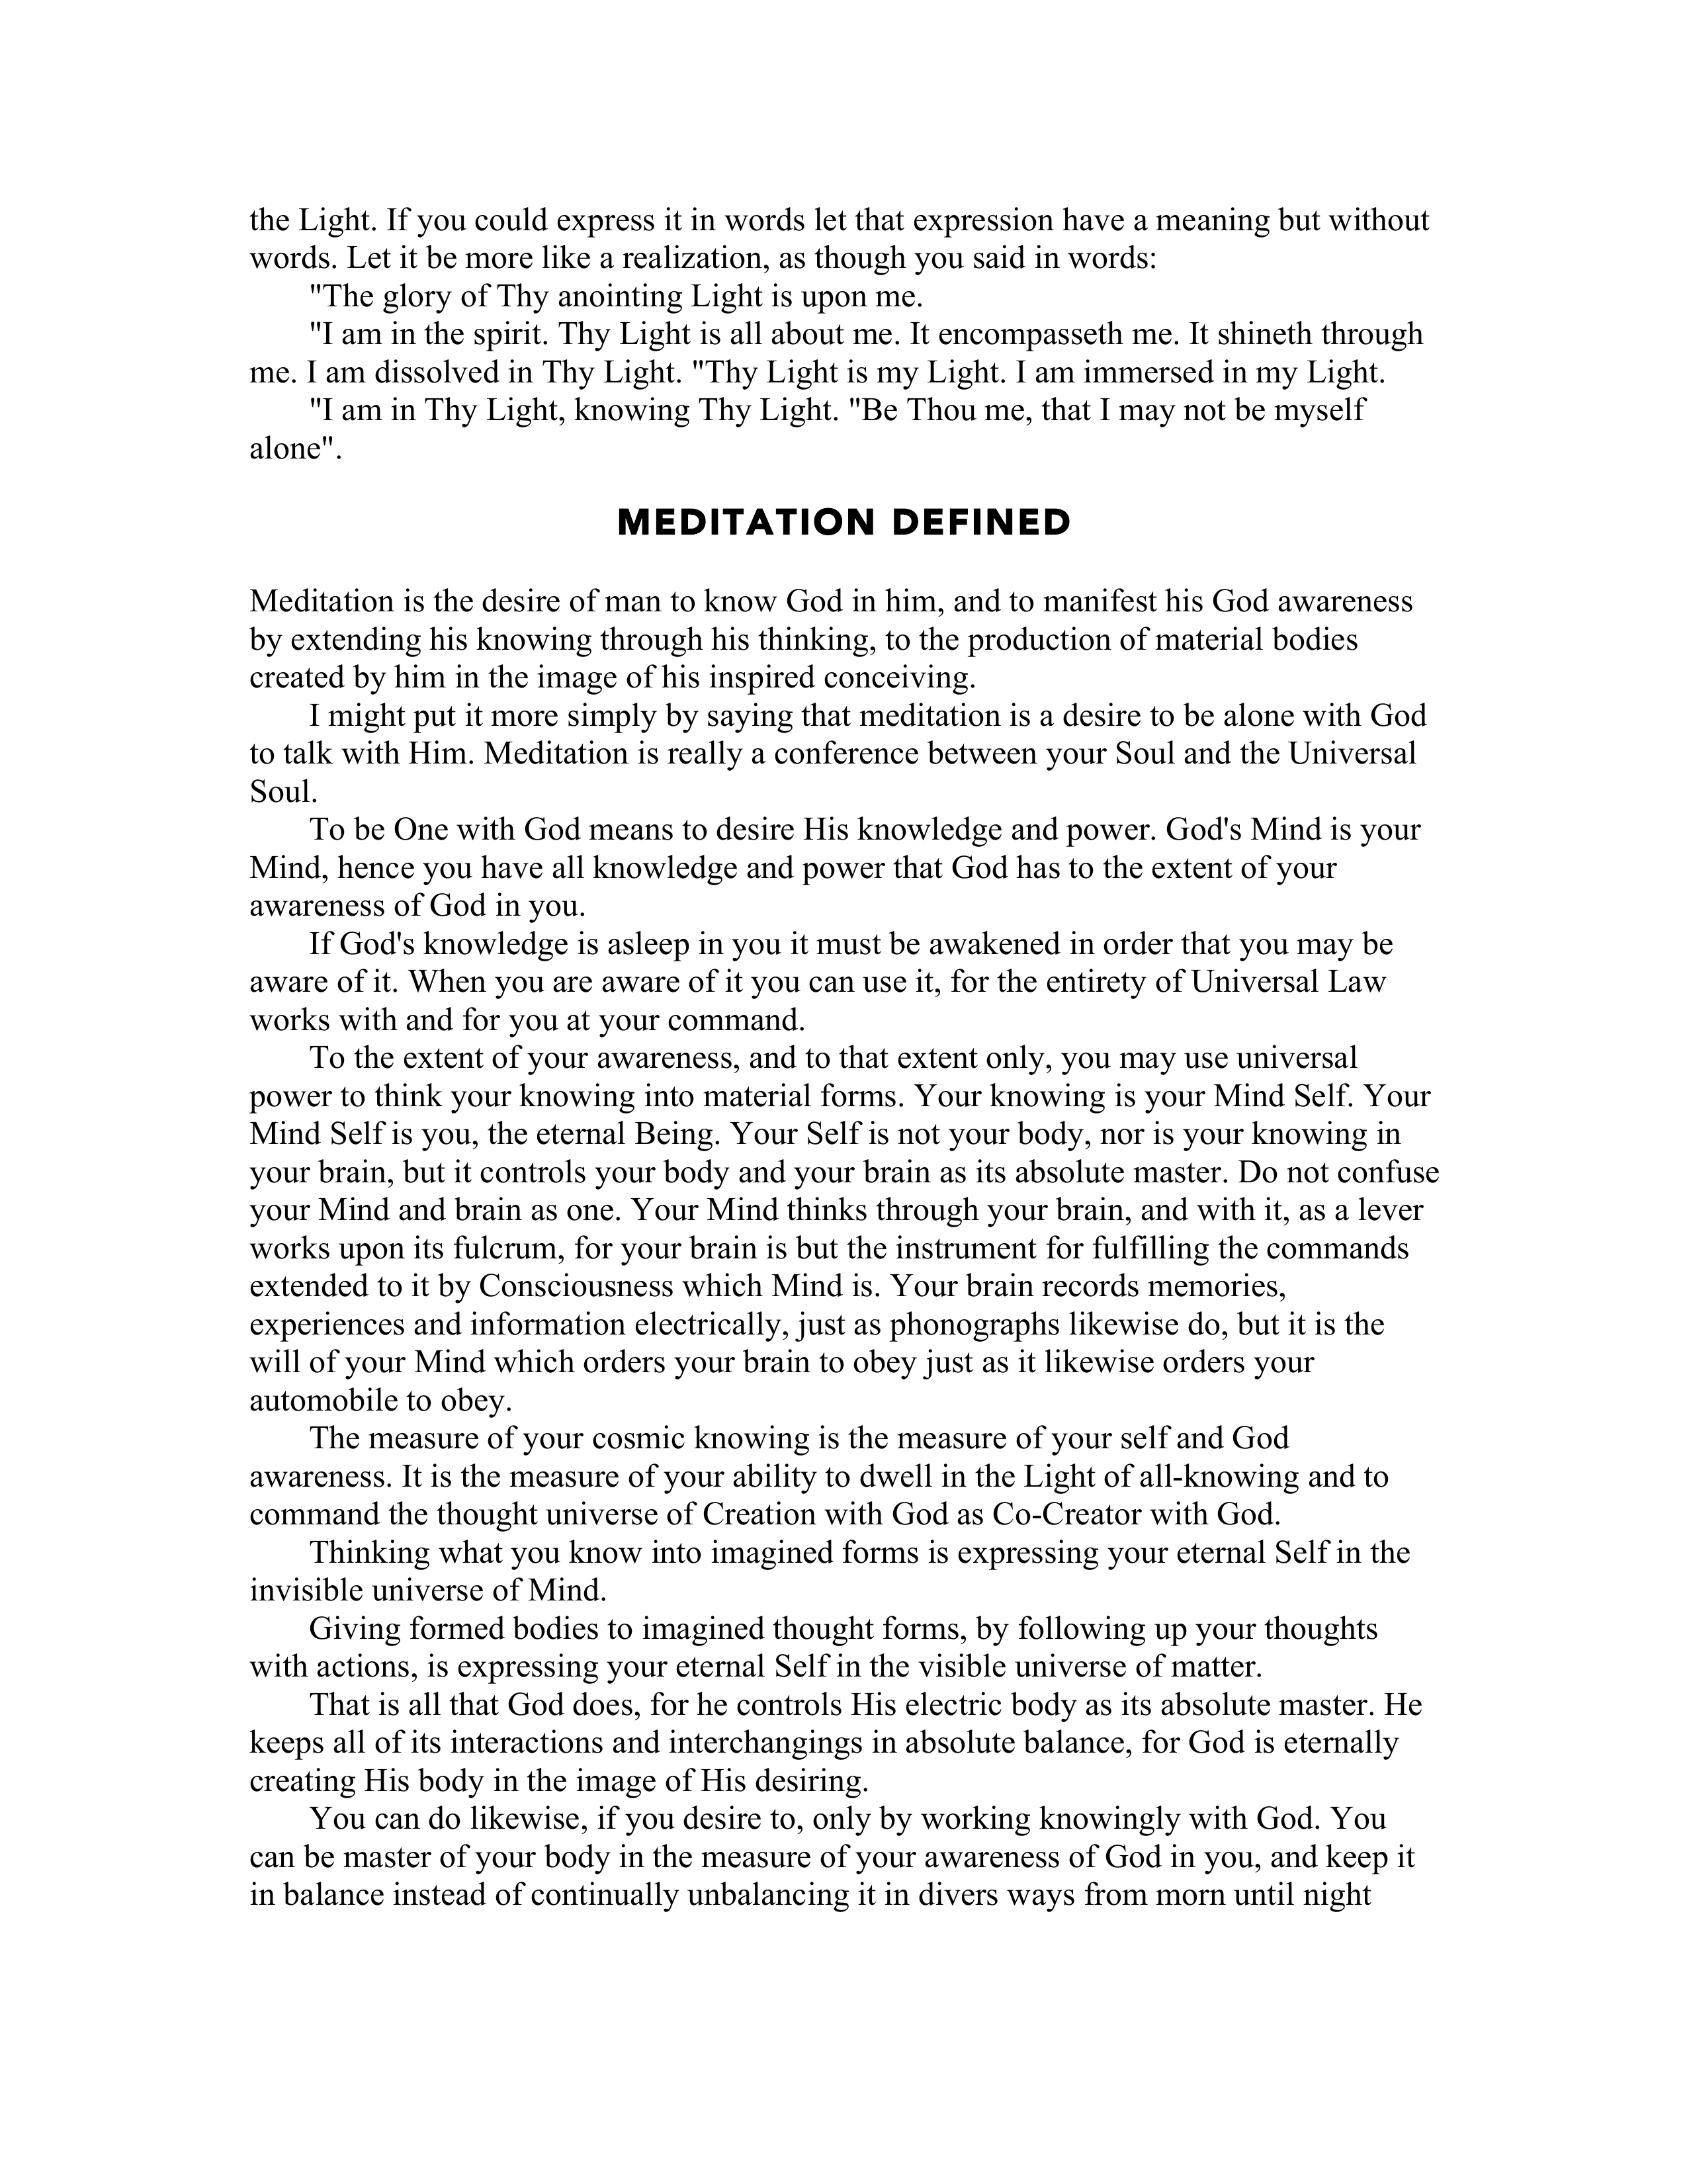 the Light. If you could express it in words let that expression have a meaning but without
words. Let it be more like a realization, as though you said in words:
"The glory of Thy anointing Light is upon me.
"I am in the spirit. Thy Light is all about me. It encompasseth me. It shineth through
me. I am dissolved in Thy Light. "Thy Light is my Light. I am immersed in my Light.
"I am in Thy Light, knowing Thy Light. "Be Thou me, that I may not be myself
alone".
MEDITATION DEFINED
Meditation is the desire of man to know God in him, and to manifest his God awareness
by extending his knowing through his thinking, to the production of material bodies
created by him in the image of his inspired conceiving.
I might put it more simply by saying that meditation is a desire to be alone with God
to talk with Him. Meditation is really a conference between your Soul and the Universal
Soul.
To be One with God means to desire His knowledge and power. God's Mind is your
Mind, hence you have all knowledge and power that God has to the extent of your
awareness of God in you.
If God's knowledge is asleep in you it must be awakened in order that you may be
aware of it. When you are aware of it you can use it, for the entirety of Universal Law
works with and for you at your command.
To the extent of your awareness, and to that extent only, you may use universal
power to think your knowing into material forms. Your knowing is your Mind Self. Your
Mind Self is you, the eternal Being. Your Self is not your body, nor is your knowing in
your brain, but it controls your body and your brain as its absolute master. Do not confuse
your Mind and brain as one. Your Mind thinks through your brain, and with it, as a lever
works upon its fulcrum, for your brain is but the instrument for fulfilling the commands
extended to it by Consciousness which Mind is. Your brain records memories,
experiences and information electrically, just as phonographs likewise do, but it is the
will of your Mind which orders your brain to obey just as it likewise orders your
automobile to obey.
The measure of your cosmic knowing is the measure of your self and God
awareness. It is the measure of your ability to dwell in the Light of all-knowing and to
command the thought universe of Creation with God as Co-Creator with God.
Thinking what you know into imagined forms is expressing your eternal Self in the
invisible universe of Mind.
Giving formed bodies to imagined thought forms, by following up your thoughts
with actions, is expressing your eternal Self in the visible universe of matter.
That is all that God does, for he controls His electric body as its absolute master. He
keeps all of its interactions and interchangings in absolute balance, for God is eternally
creating His body in the image of His desiring.
You can do likewise, if you desire to, only by working knowingly with God. You
can be master of your body in the measure of your awareness of God in you, and keep it
in balance instead of continually unbalancing it in divers ways from morn until night